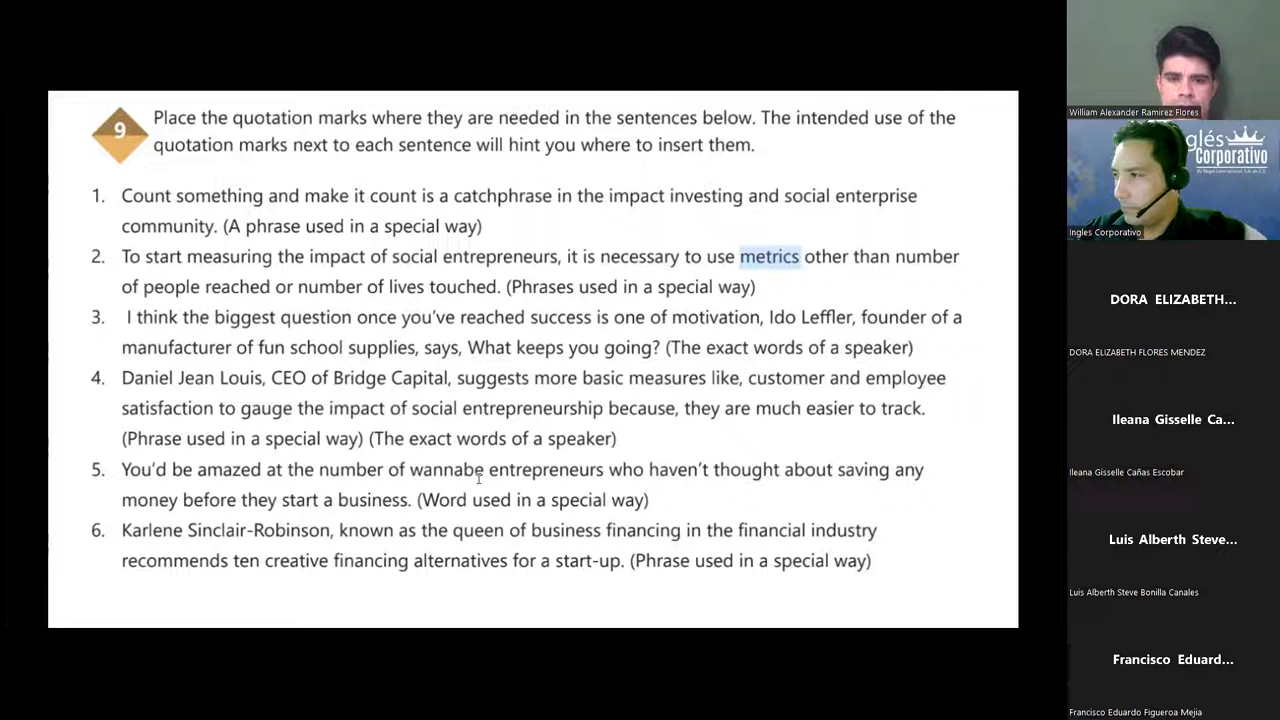 9
Place the quotation marks where they are needed in the sentences below. The intended use of the
quotation marks next to each sentence will hint you where to insert them.
1. Count something and make it count is a catchphrase in the impact investing and social enterprise
community. (A phrase used in a special way)
2. To start measuring the impact of social entrepreneurs, it is necessary to use metrics other than number
of people reached or number of lives touched. (Phrases used in a special way)
3. I think the biggest question once you've reached success is one of motivation, Ido Leffler, founder of a
manufacturer of fun school supplies, says, What keeps you going? (The exact words of a speaker)
4. Daniel Jean Louis, CEO of Bridge Capital, suggests more basic measures like, customer and employee
satisfaction to gauge the impact of social entrepreneurship because, they are much easier to track.
(Phrase used in a special way) (The exact words of a speaker)
5. You'd be amazed at the number of wannabe entrepreneurs who haven't thought about saving any
money before they start a business. (Word used in a special way)
6. Karlene Sinclair-Robinson, known as the queen of business financing in the financial industry
recommends ten creative financing alternatives for a start-up. (Phrase used in a special way)
William Alexander Ramirez Flores
glés
Corporativo
Ingles Corporativo
DORA ELIZABETH...
DORA ELIZABETH FLORES MENDEZ
Ileana Gisselle Ca...
Ileana Gisselle Cañas Escobar
Luis Alberth Steve...
Luis Alberth Steve Bonilla Canales
Francisco Eduard...
Francisco Eduardo Figueroa Mejia